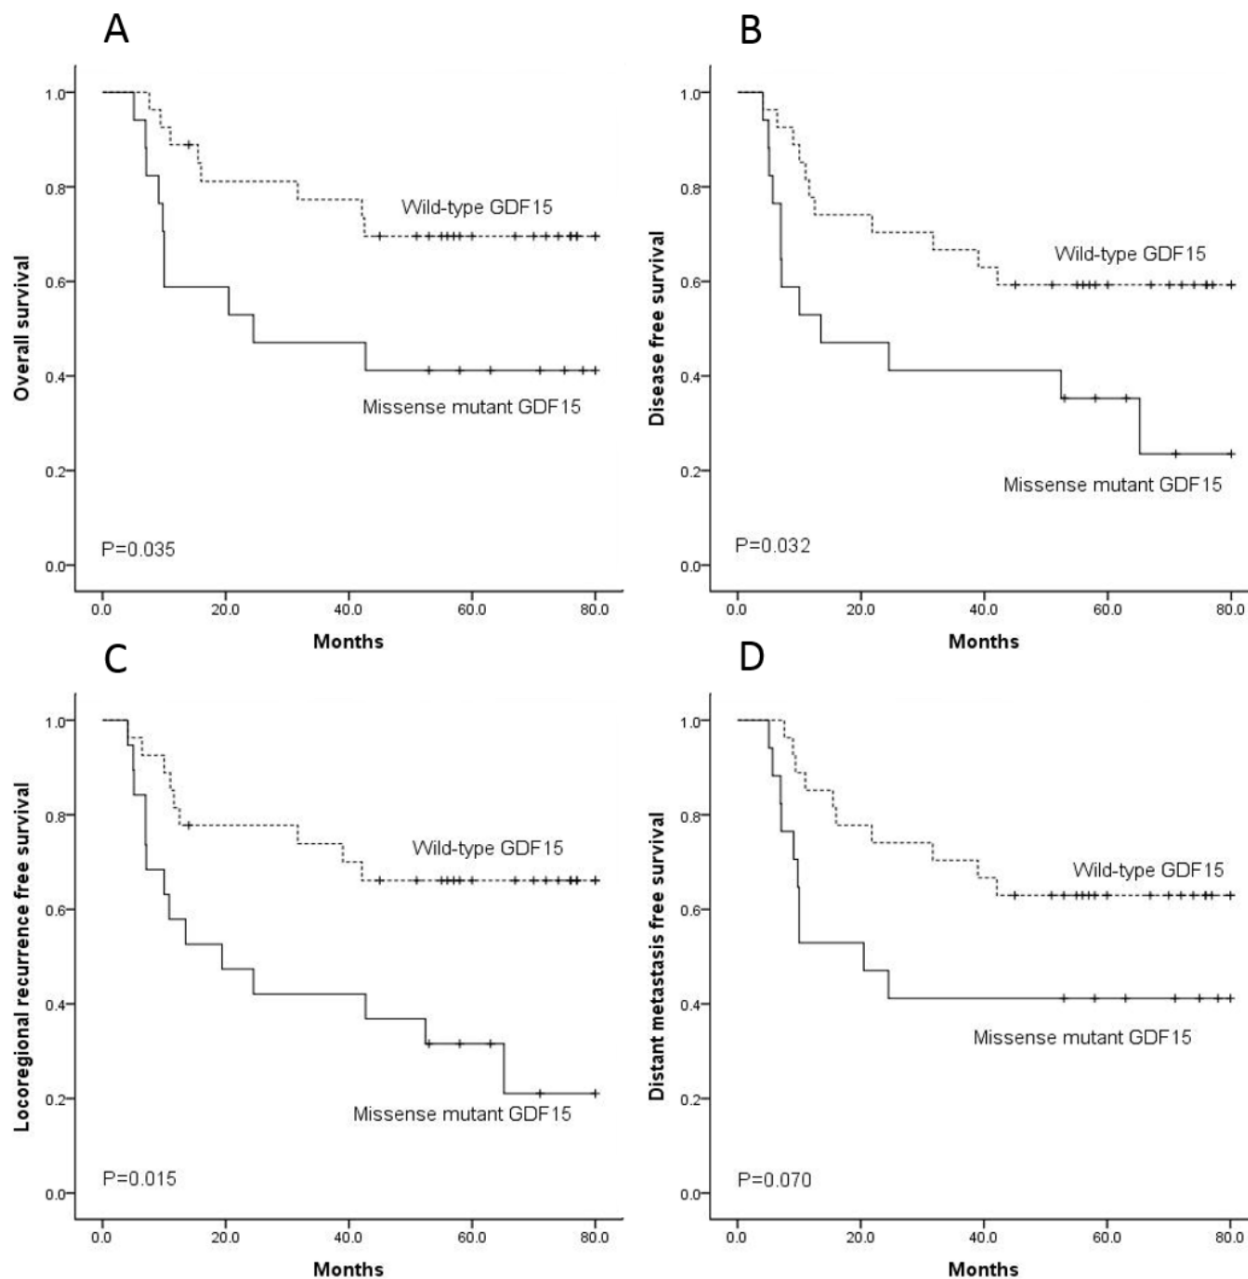 A
Overall survival
1.0
0.8
0.6
0.4
0.2
0.0
Wild-type GDF15
Missense mutant GDF15
P=0.035
0.0 20.0 40.0 60.0 80.0
Months
B
Disease free survival
1.0
0.8
0.6
0.4
0.2
0.0
Wild-type GDF15
Missense mutant GDF15
P=0.032
0.0 20.0 40.0 60.0 80.0
Months
C
Locoregional recurrence free survival
1.0
0.8
0.6
0.4
0.2
0.0
Wild-type GDF15
Missense mutant GDF15
P=0.015
0.0 20.0 40.0 60.0 80.0
Months
D
Distant metastasis free survival
1.0
0.8
0.6
0.4
0.2
0.0
Wild-type GDF15
Missense mutant GDF15
P=0.070
0.0 20.0 40.0 60.0 80.0
Months